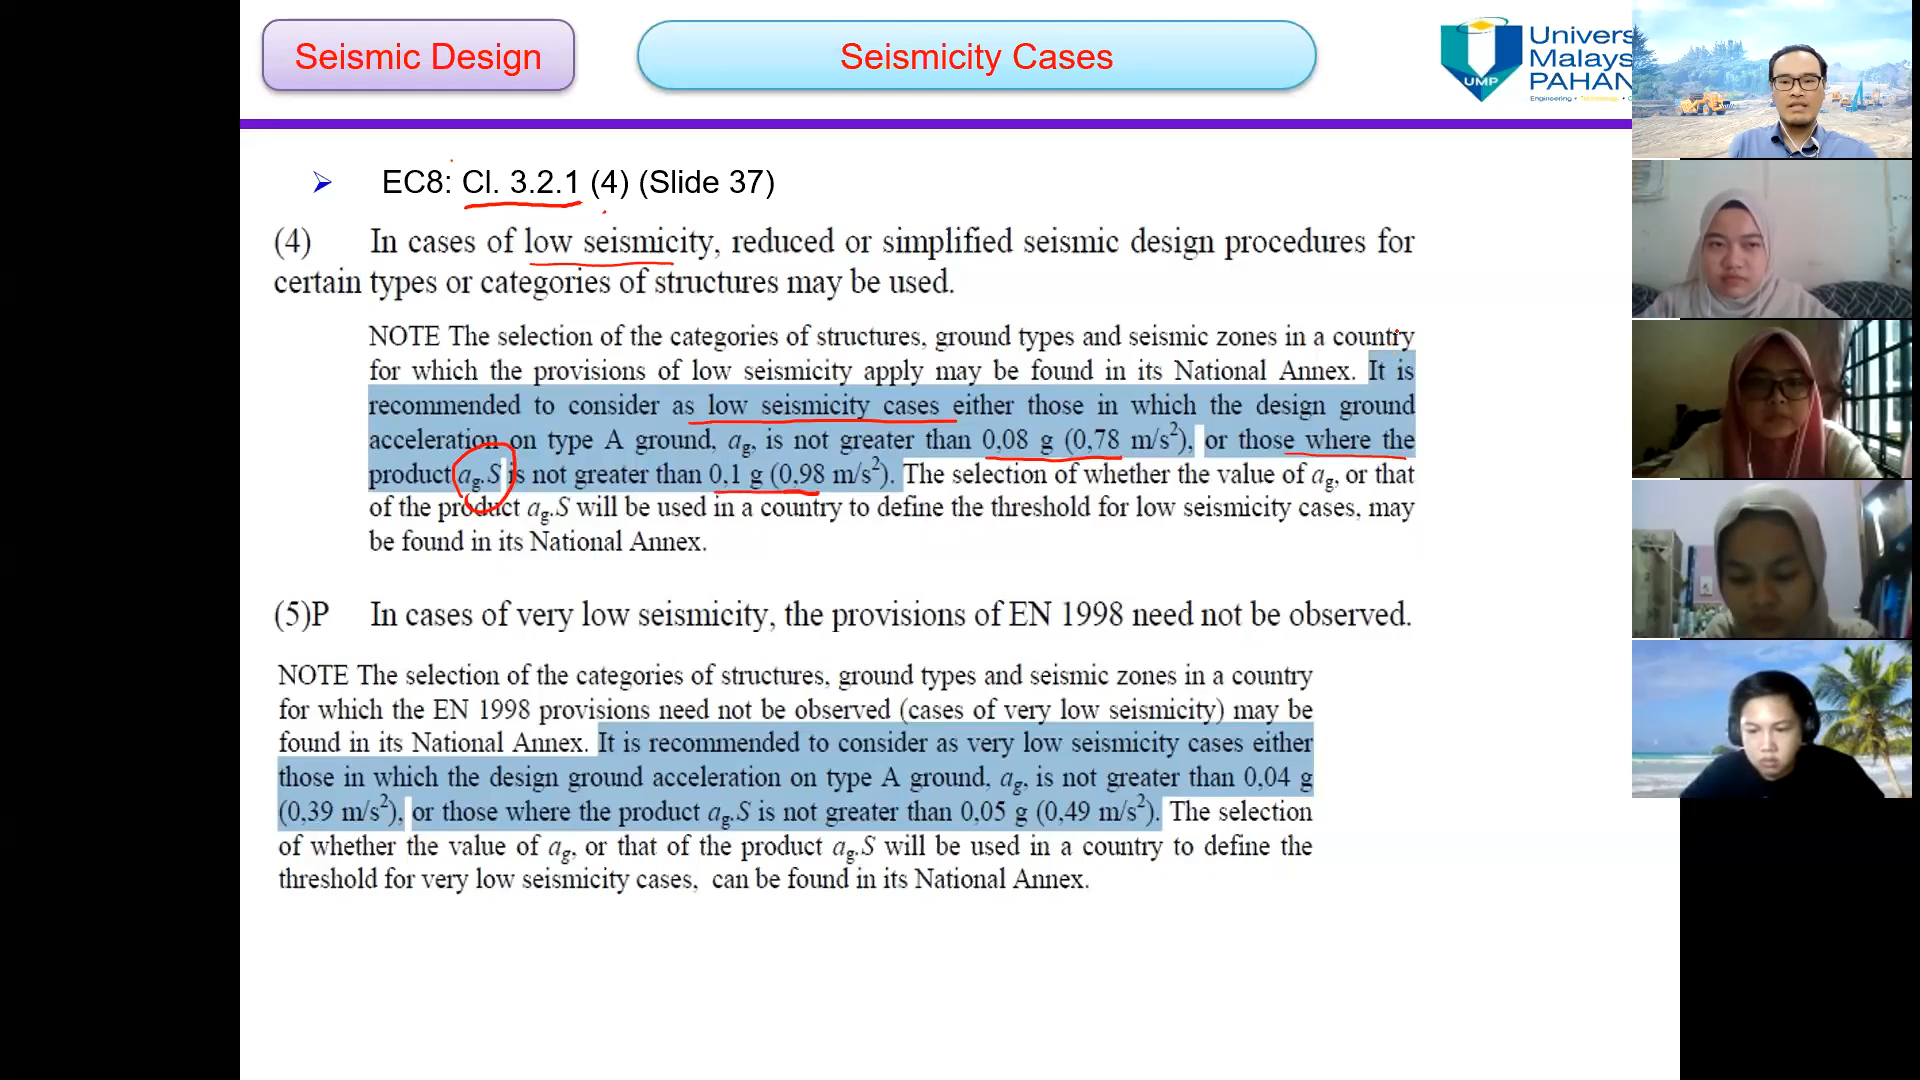 Seismic Design
Seismicity Cases
UMP
Univers
Malays
PAHAN
Engineering • Technology • C
➢ EC8: Cl. 3.2.1 (4) (Slide 37)
(4) In cases of low seismicity, reduced or simplified seismic design procedures for
certain types or categories of structures may be used.
NOTE The selection of the categories of structures, ground types and seismic zones in a country
for which the provisions of low seismicity apply may be found in its National Annex. It is
recommended to consider as low seismicity cases either those in which the design ground
acceleration on type A ground, ag, is not greater than 0,08 g (0,78 m/s²), or those where the
product ag.S is not greater than 0,1 g (0,98 m/s²). The selection of whether the value of ag, or that
of the product ag.S will be used in a country to define the threshold for low seismicity cases, may
be found in its National Annex.
(5)P In cases of very low seismicity, the provisions of EN 1998 need not be observed.
NOTE The selection of the categories of structures, ground types and seismic zones in a country
for which the EN 1998 provisions need not be observed (cases of very low seismicity) may be
found in its National Annex. It is recommended to consider as very low seismicity cases either
those in which the design ground acceleration on type A ground, ag, is not greater than 0,04 g
(0,39 m/s²), or those where the product ag.S is not greater than 0,05 g (0,49 m/s²). The selection
of whether the value of ag, or that of the product ag.S will be used in a country to define the
threshold for very low seismicity cases, can be found in its National Annex.